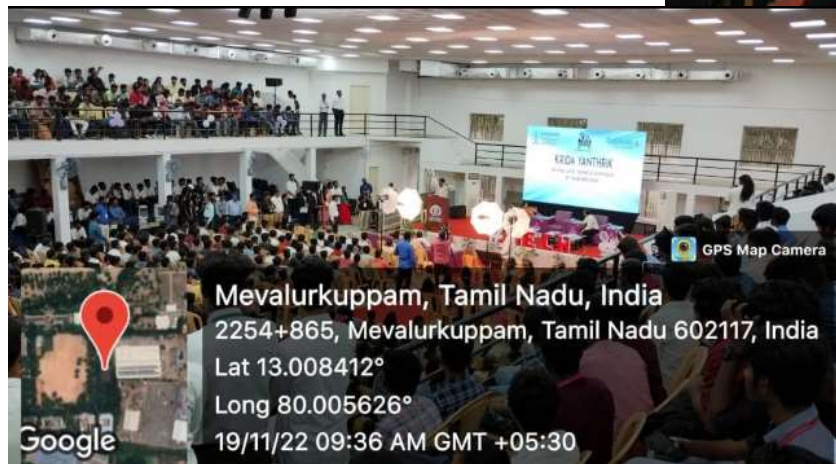 KRIDA YANTHRIK
GPS Map Camera
Mevalurkuppam, Tamil Nadu, India
2254+865, Mevalurkuppam, Tamil Nadu 602117, India
Lat 13.008412°
Long 80.005626°
19/11/22 09:36 AM GMT +05:30
Google